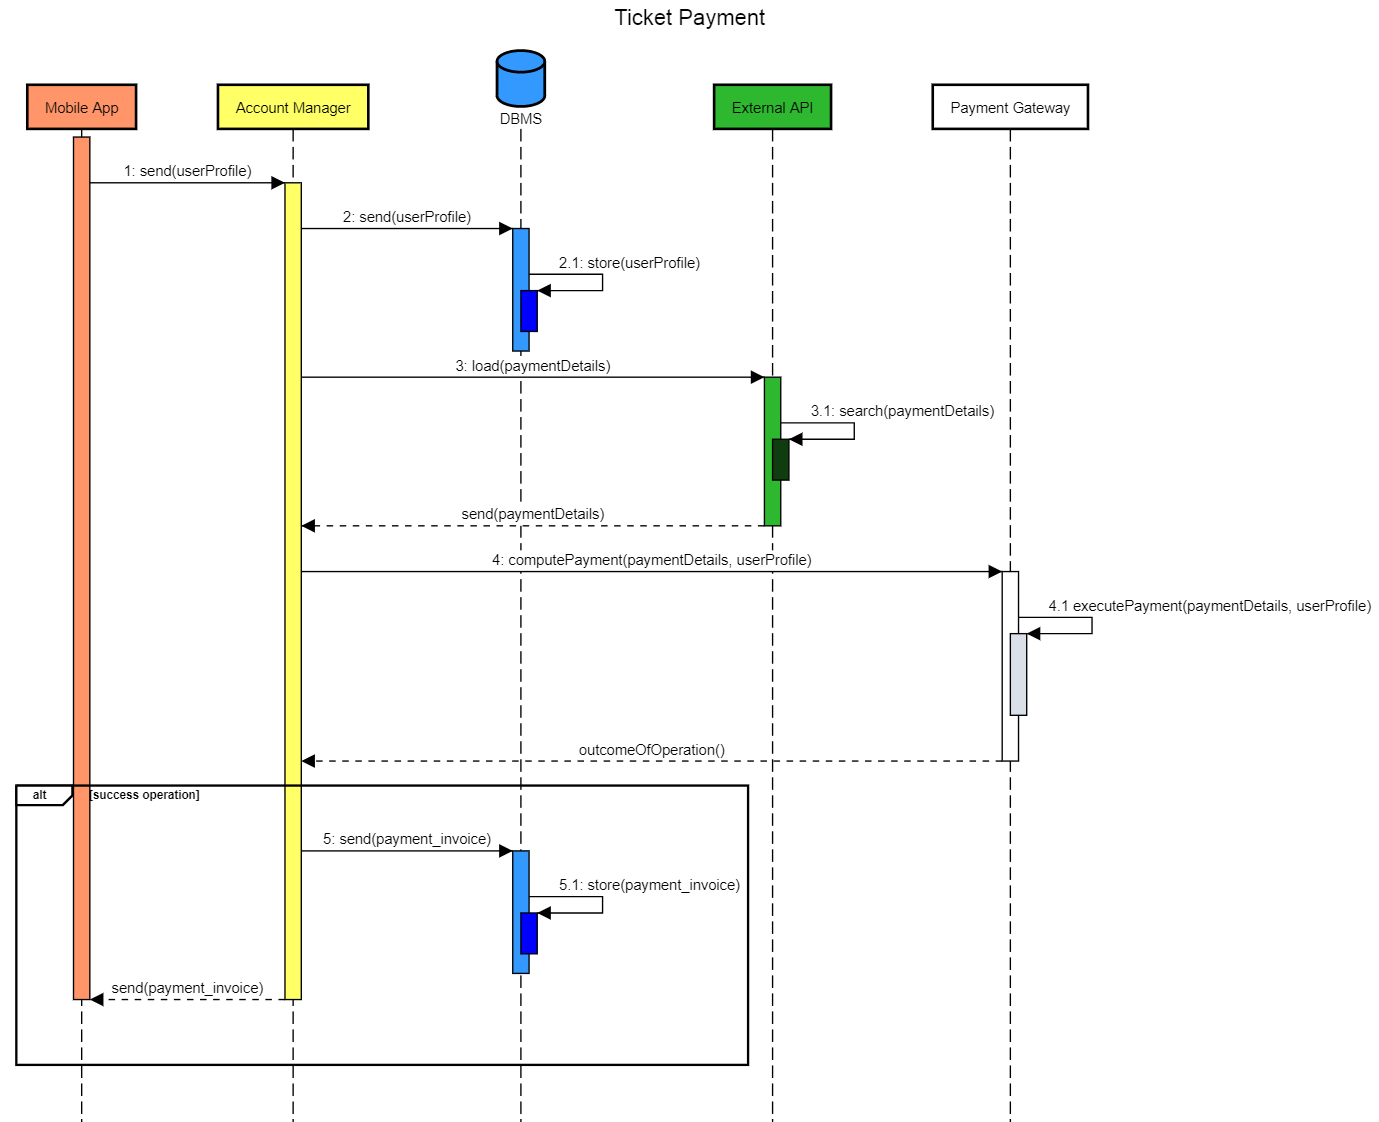 Ticket Payment
Mobile App
Account Manager
DBMS
External API
Payment Gateway
1: send(userProfile)
2: send(userProfile)
2.1: store(userProfile)
3: load(paymentDetails)
3.1: search(paymentDetails)
send(paymentDetails)
4: computePayment(paymentDetails, userProfile)
4.1 executePayment(paymentDetails, userProfile)
outcomeOfOperation()
alt
[success operation]
5: send(payment_invoice)
5.1: store(payment_invoice)
send(payment_invoice)